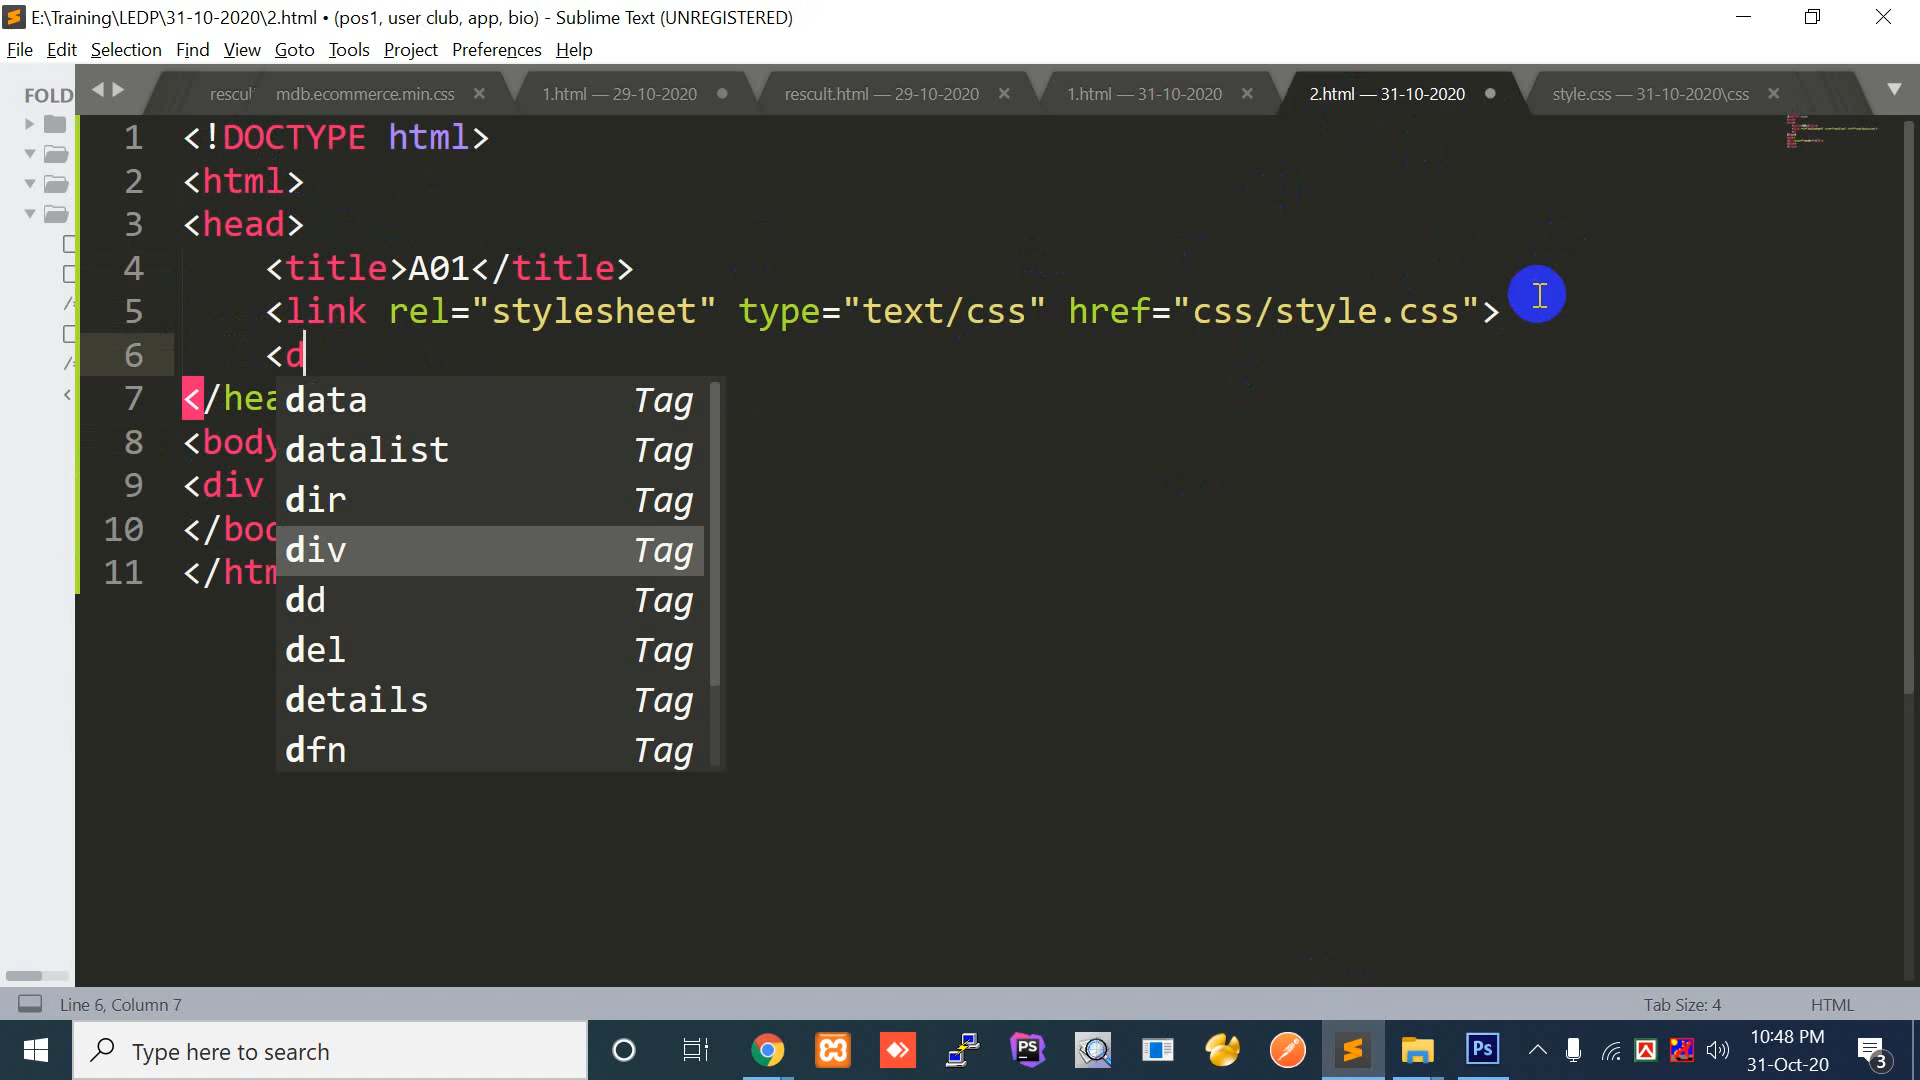 E:\Training\LEDP\31-10-2020\2.html • (pos1, user club, app, bio) - Sublime Text (UNREGISTERED)
File Edit Selection Find View Goto Tools Project Preferences Help
FOLD
rescul mdb.ecommerce.min.css 1.html — 29-10-2020 rescult.html — 29-10-2020 1.html — 31-10-2020 2.html — 31-10-2020 style.css — 31-10-2020\css
1 <!DOCTYPE html>
2 <html>
3 <head>
4 <title>A01</title>
5 <link rel="stylesheet" type="text/css" href="css/style.css">
6 <d
7 </hea
8 <body
9 <div
10 </bod
11 </htm
data Tag
datalist Tag
dir Tag
div Tag
dd Tag
del Tag
details Tag
dfn Tag
Line 6, Column 7 Tab Size: 4 HTML
Type here to search
PS
Ps
10:48 PM
31-Oct-20
3